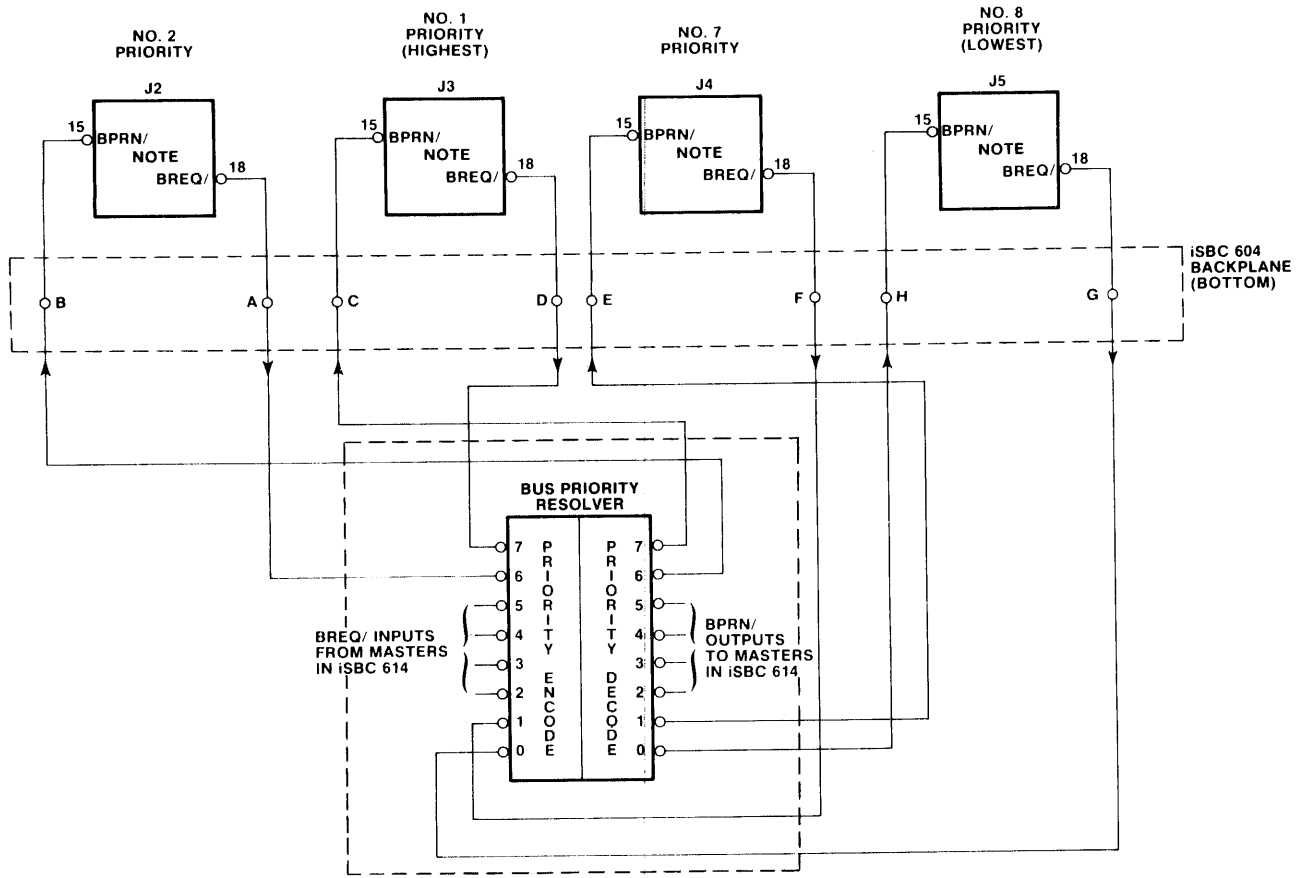 NO. 2
PRIORITY
NO. 1
PRIORITY
(HIGHEST)
NO. 7
PRIORITY
NO. 8
PRIORITY
(LOWEST)
J2
15
BPRN/
NOTE
BREQ/
18
J3
15
BPRN/
NOTE
BREQ/
18
J4
15
BPRN/
NOTE
BREQ/
18
J5
15
BPRN/
NOTE
BREQ/
18
iSBC 604
BACKPLANE
(BOTTOM)
B
A
C
D
E
F
H
G
BUS PRIORITY
RESOLVER
7
6
5
4
3
2
1
0
PRIORITY ENCODE
PRIORITY DECODE
7
6
5
4
3
2
1
0
BREQ/ INPUTS
FROM MASTERS
IN iSBC 614
BPRN/
OUTPUTS
TO MASTERS
IN iSBC 614